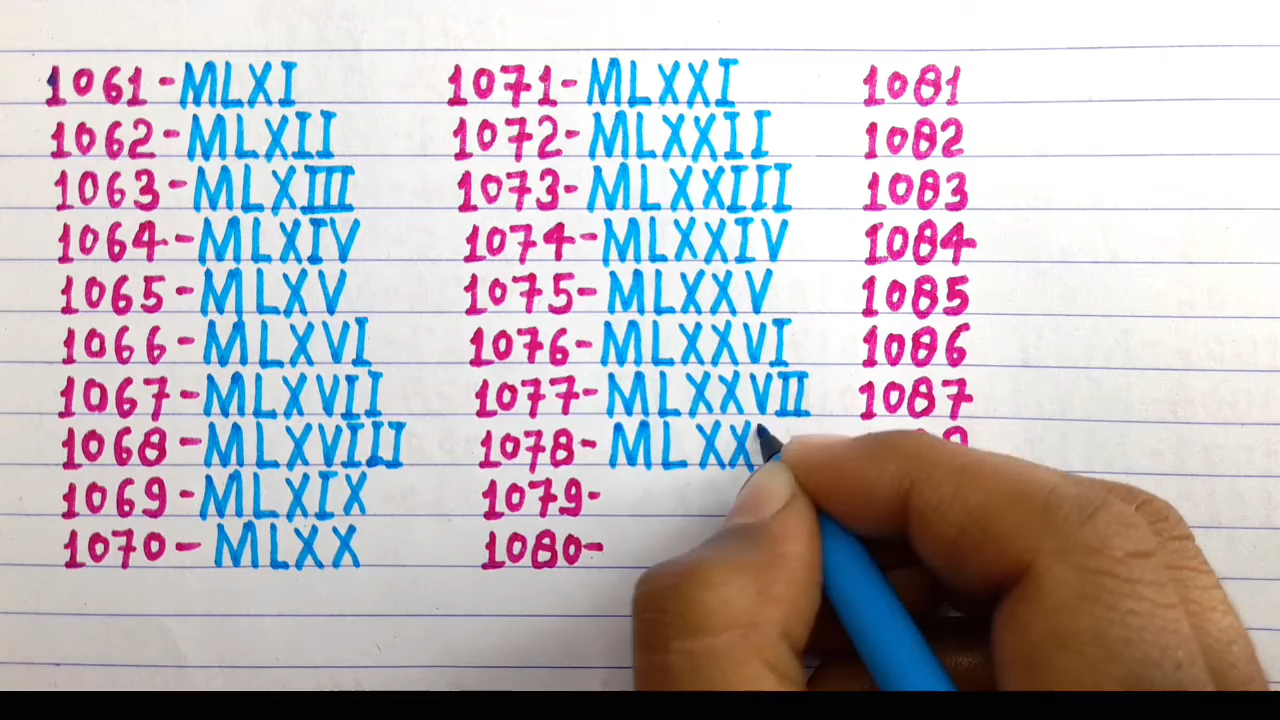 1061-MLXI
1062-MLXII
1063-MLXIII
1064-MLXIV
1065-MLXV
1066-MLXVI
1067-MLXVII
1068-MLXVIII
1069-MLXIX
1070-MLXX
1071-MLXXI
1072-MLXXII
1073-MLXXIII
1074-MLXXIV
1075-MLXXV
1076-MLXXVI
1077-MLXXVII
1078-MLXX
1079-
1080-
1081
1082
1083
1084
1085
1086
1087